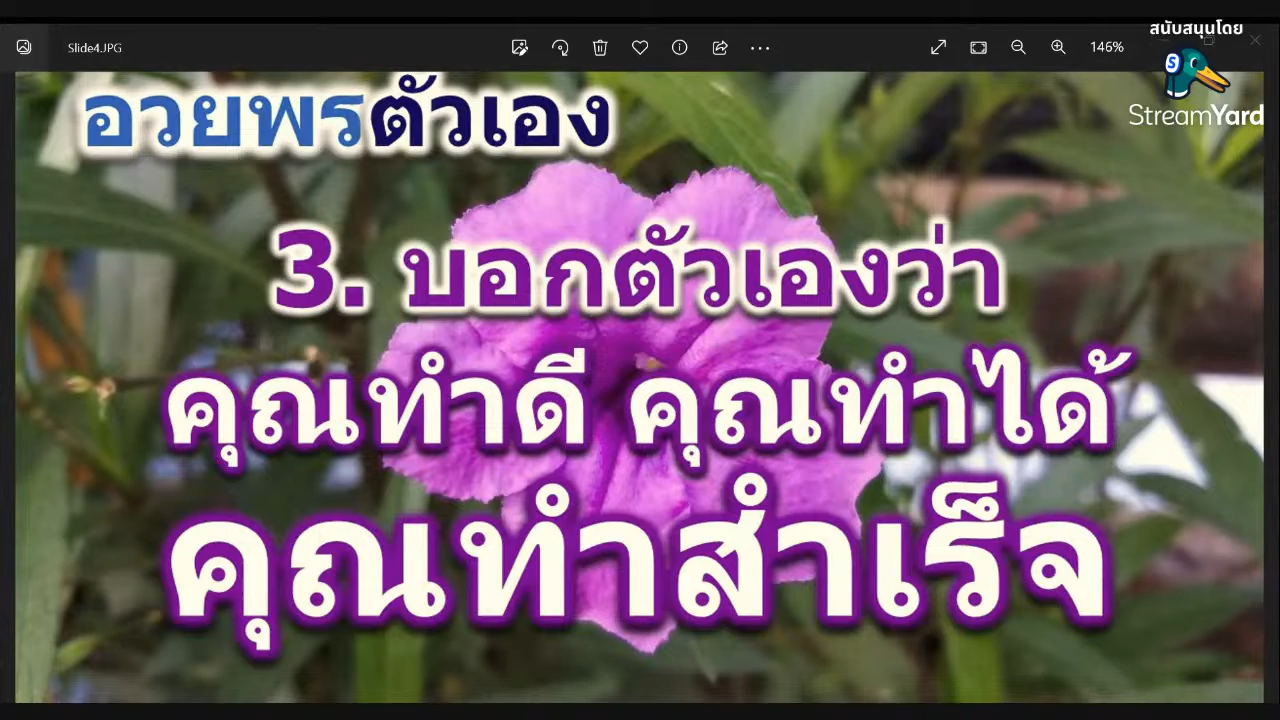 สนับสนุนโดย
Slide4.JPG
146%
StreamYard
อวยพรตัวเอง
3. บอกตัวเองว่า
คุณทำดี คุณทำได้
คุณทำสำเร็จ